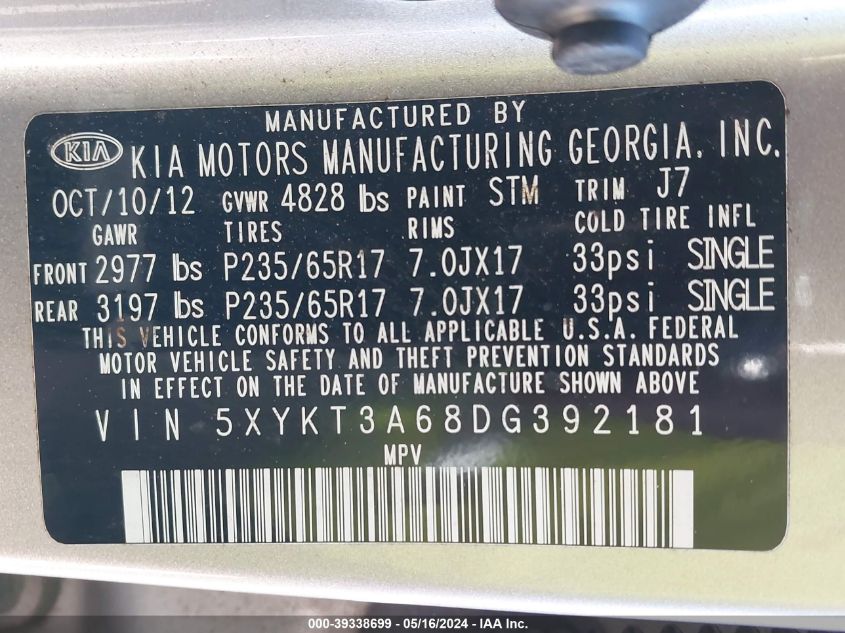 MANUFACTURED BY
KIA KIA MOTORS MANUFACTURING GEORGIA, INC.
OCT/10/12 GVWR 4828 lbs PAINT STM TRIM J7
GAWR TIRES RIMS COLD TIRE INFL
FRONT 2977 lbs P235/65R17 7.0JX17 33psi SINGLE
REAR 3197 lbs P235/65R17 7.0JX17 33psi SINGLE
THIS VEHICLE CONFORMS TO ALL APPLICABLE U.S.A. FEDERAL
MOTOR VEHICLE SAFETY AND THEFT PREVENTION STANDARDS
IN EFFECT ON THE DATE OF MANUFACTURE SHOWN ABOVE
VIN 5XYKT3A68DG392181
MPV
000-39338699 - 05/16/2024 - IAA Inc.